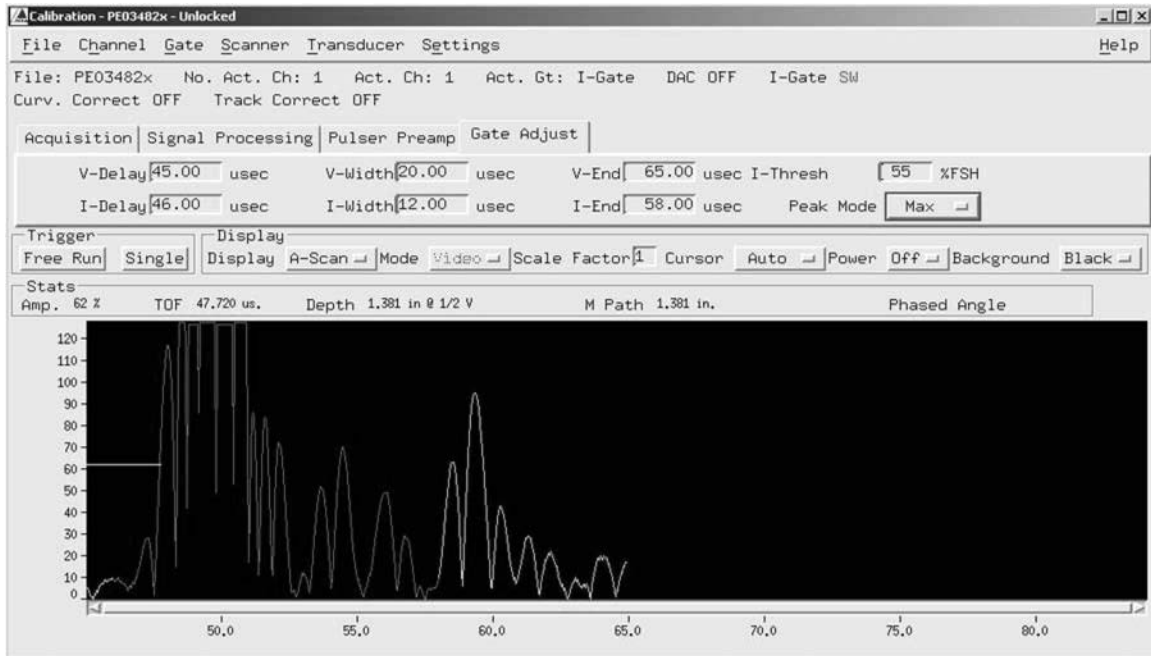 Calibration - PE03482x - Unlocked
File Channel Gate Scanner Transducer Settings Help
File: PE03482x No. Act. Ch: 1 Act. Ch: 1 Act. Gt: I-Gate DAC OFF I-Gate SW
Curv. Correct OFF Track Correct OFF
Acquisition Signal Processing Pulser Preamp Gate Adjust
V-Delay 45.00 usec V-Width 20.00 usec V-End 65.00 usec I-Thresh 55 %FSH
I-Delay 46.00 usec I-Width 12.00 usec I-End 58.00 usec Peak Mode Max
Trigger Display
Free Run Single Display A-Scan Mode Video Scale Factor 1 Cursor Auto Power Off Background Black
Stats
Amp. 62 % TOF 47.720 us. Depth 1.381 in @ 1/2 V M Path 1.381 in. Phased Angle
120
110
100
90
80
70
60
50
40
30
20
10
0
50.0 55.0 60.0 65.0 70.0 75.0 80.0